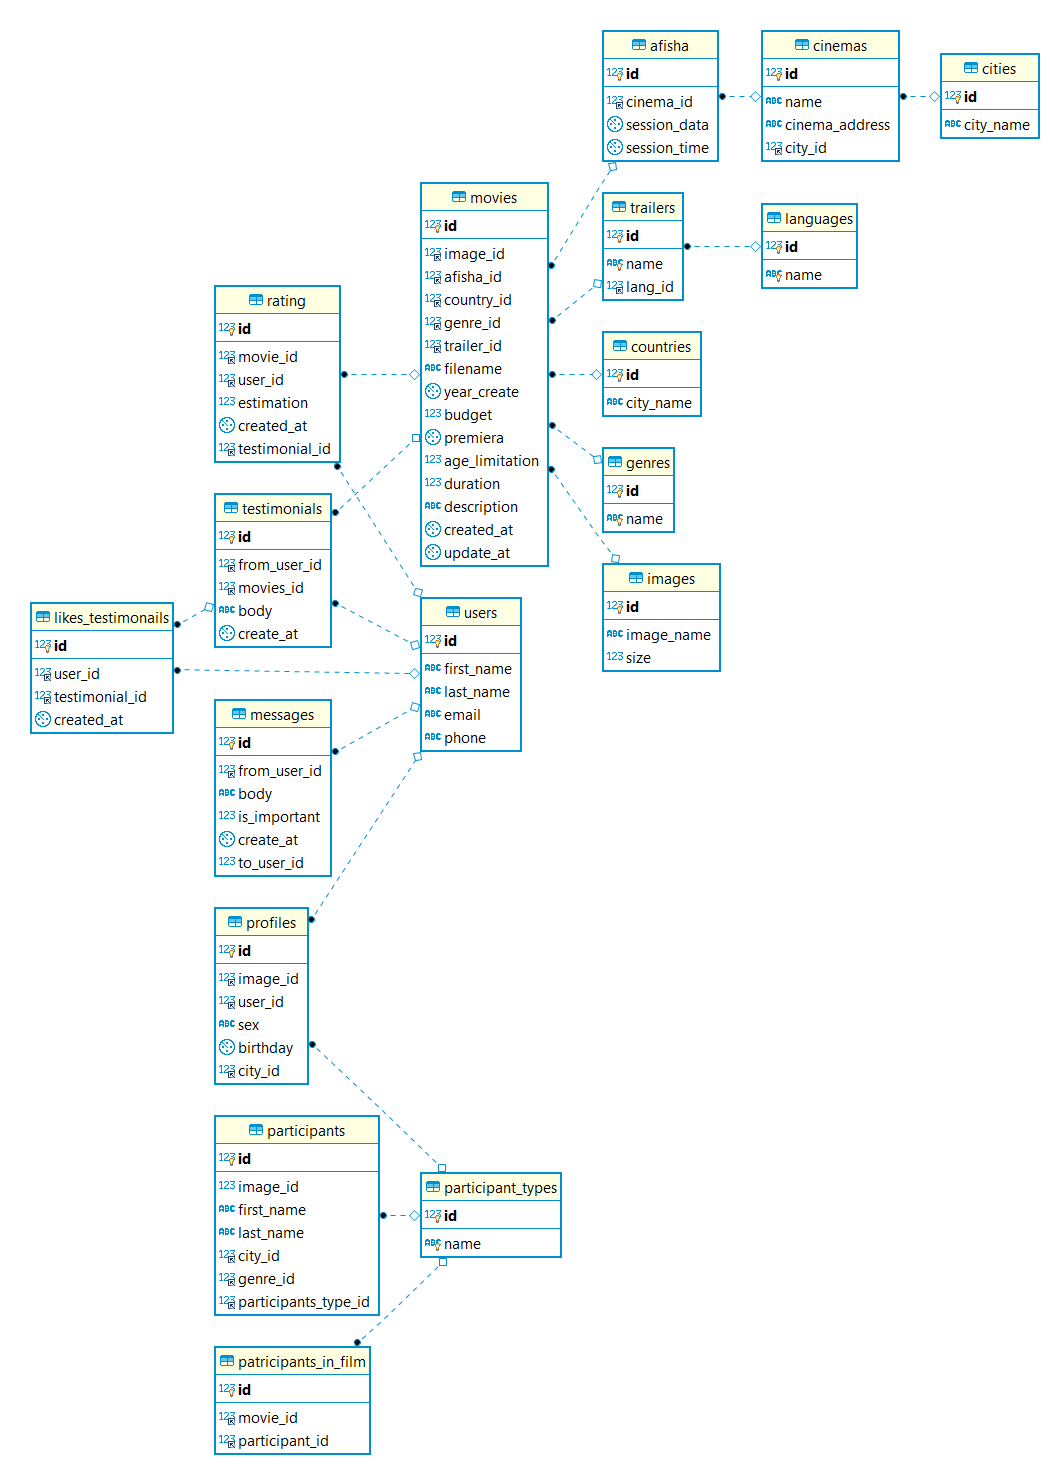 afisha
id
cinema_id
session_data
session_time
cinemas
id
name
cinema_address
city_id
cities
id
city_name
movies
id
image_id
afisha_id
country_id
genre_id
trailer_id
filename
year_create
budget
premiera
age_limitation
duration
description
created_at
update_at
trailers
id
name
lang_id
languages
id
name
rating
id
movie_id
user_id
estimation
created_at
testimonial_id
countries
id
city_name
genres
id
name
testimonials
id
from_user_id
movies_id
body
create_at
images
id
image_name
size
likes_testimonails
id
user_id
testimonial_id
created_at
users
id
first_name
last_name
email
phone
messages
id
from_user_id
body
is_important
create_at
to_user_id
profiles
id
image_id
user_id
sex
birthday
city_id
participants
id
image_id
first_name
last_name
city_id
genre_id
participants_type_id
participant_types
id
name
patricipants_in_film
id
movie_id
participant_id